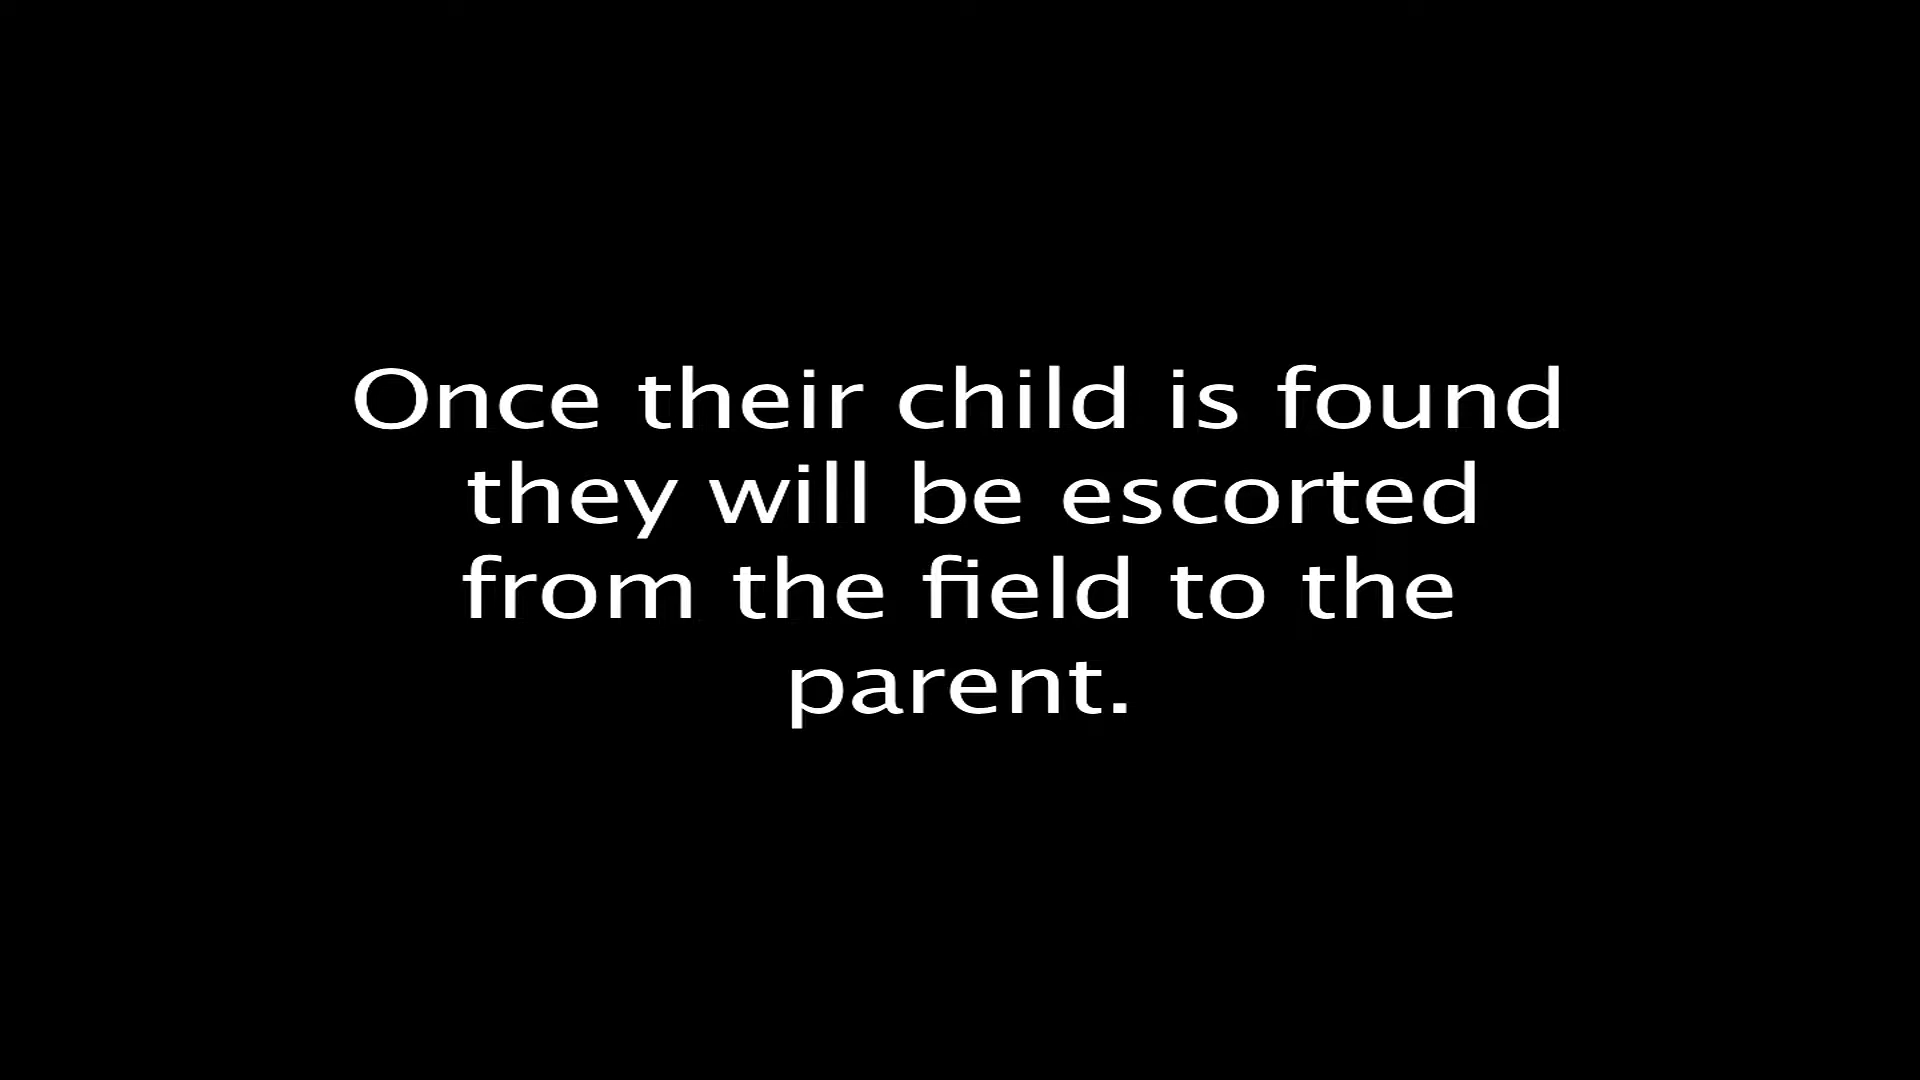 Once their child is found
they will be escorted
from the field to the
parent.